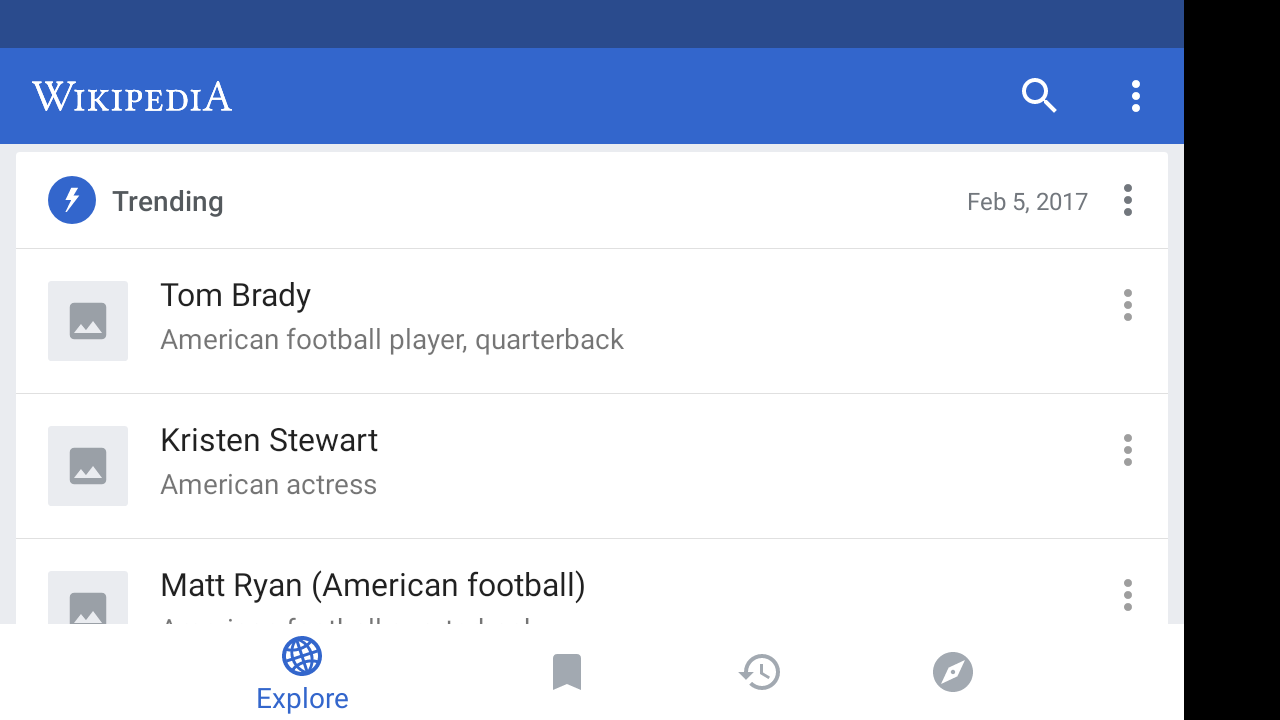 WIKIPEDIA
Trending
Feb 5, 2017
Tom Brady
American football player, quarterback
Kristen Stewart
American actress
Matt Ryan (American football)
Explore